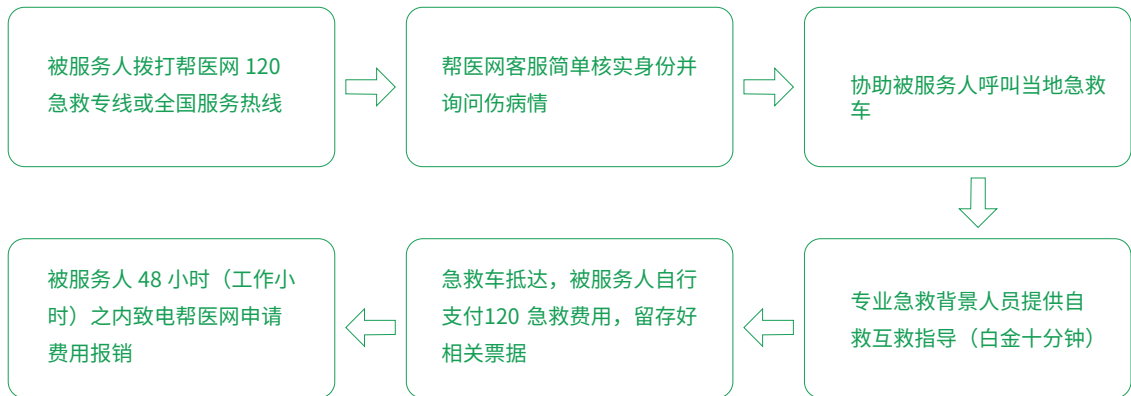 被服务人拨打帮医网 120
急救专线或全国服务热线
帮医网客服简单核实身份并
询问伤病情
协助被服务人呼叫当地急救
车
专业急救背景人员提供自
救互救指导（白金十分钟）
急救车抵达，被服务人自行
支付120 急救费用，留存好
相关票据
被服务人 48 小时（工作小
时）之内致电帮医网申请
费用报销